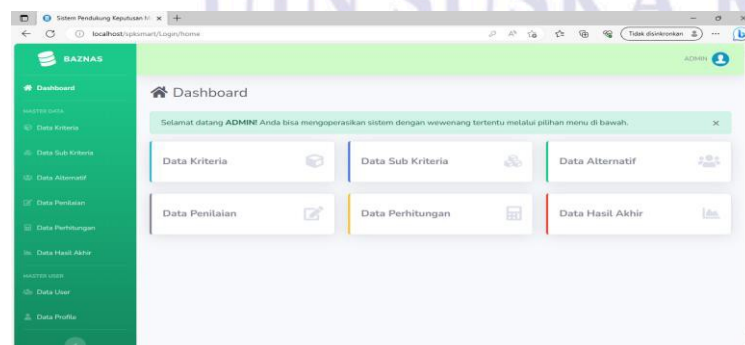 UIN SUSKA R
Sistem Pendukung Keputusan M
localhost/spksmart/Login/home
Tidak disinkronkan
BAZNAS
ADMIN
Dashboard
Dashboard
Selamat datang ADMIN! Anda bisa mengoperasikan sistem dengan wewenang tertentu melalui pilihan menu di bawah.
MASTER DATA
Data Kriteria
Data Sub Kriteria
Data Alternatif
Data Penilaian
Data Perhitungan
Data Hasil Akhir
MASTER USER
Data User
Data Profile
Data Kriteria
Data Sub Kriteria
Data Alternatif
Data Penilaian
Data Perhitungan
Data Hasil Akhir